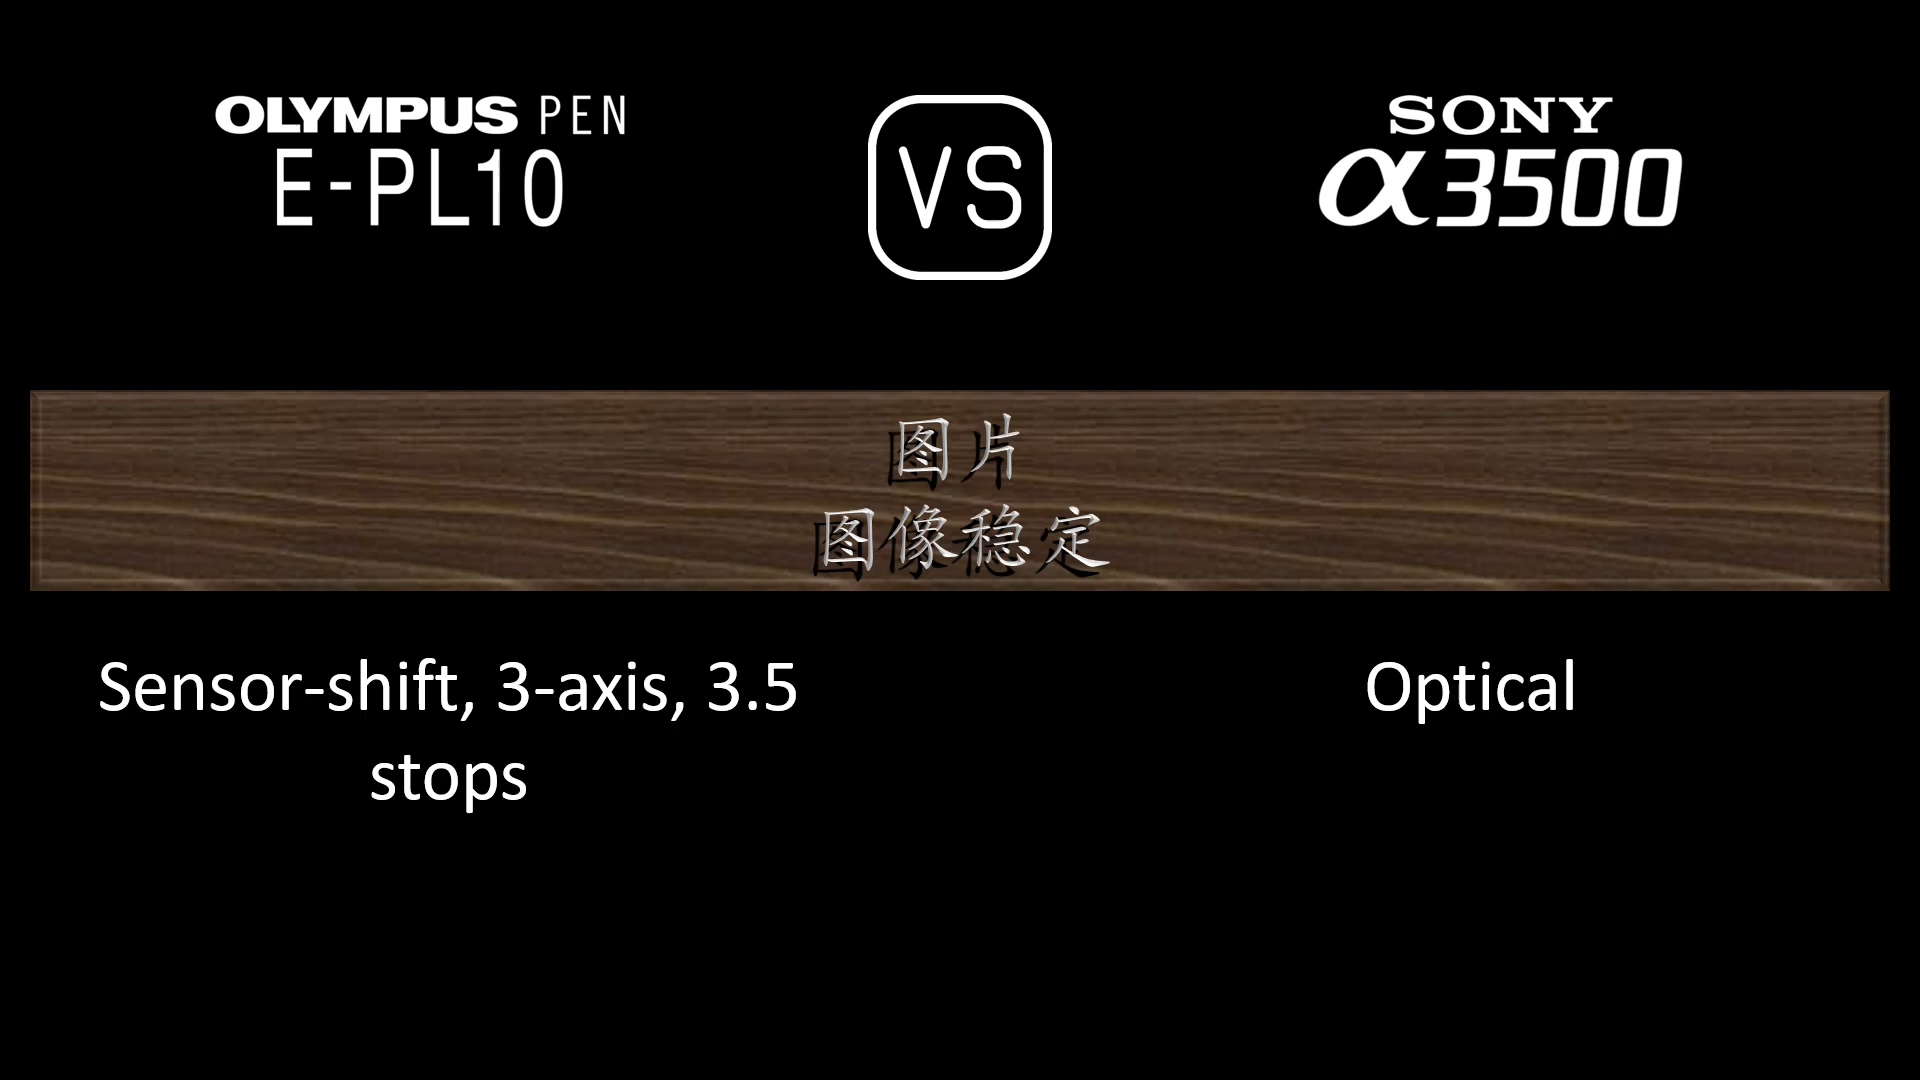 OLYMPUS PEN
E-PL10
VS
SONY
α3500
图片
图像稳定
Sensor-shift, 3-axis, 3.5
stops
Optical